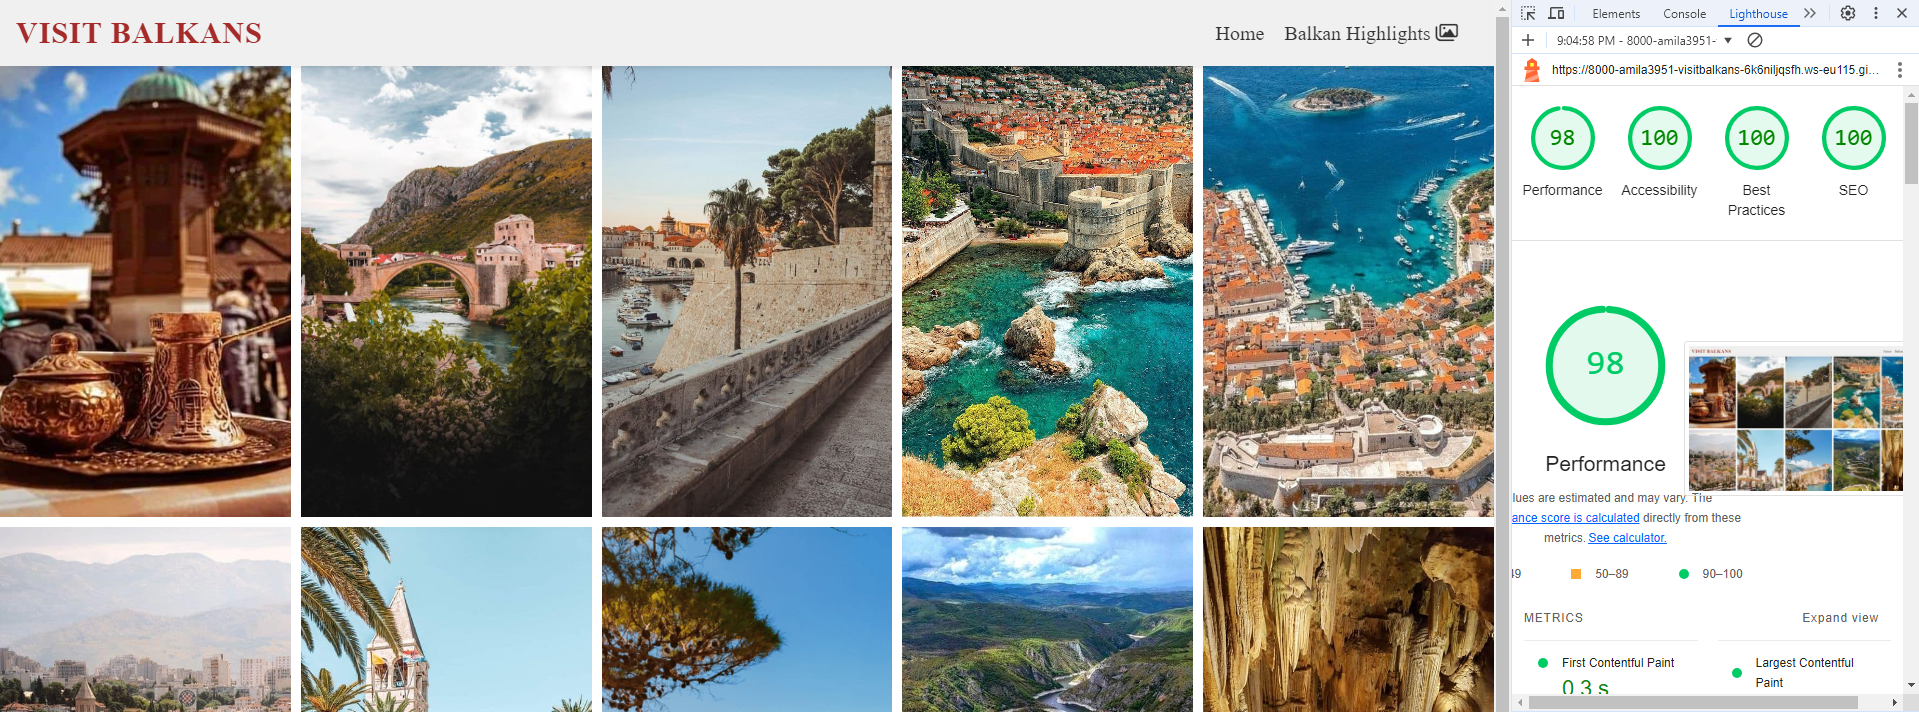 VISIT BALKANS
Home Balkan Highlights
Elements Console Lighthouse
9:04:58 PM - 8000-amila3951-
https://8000-amila3951-visitbalkans-6k6niljqsfh.ws-eu115.gi...
98 100 100 100
Performance Accessibility Best Practices SEO
98
Performance
VISIT BALKANS
lues are estimated and may vary. The
ance score is calculated directly from these
metrics. See calculator.
49 50–89 90–100
METRICS Expand view
First Contentful Paint
0.3 s
Largest Contentful
Paint